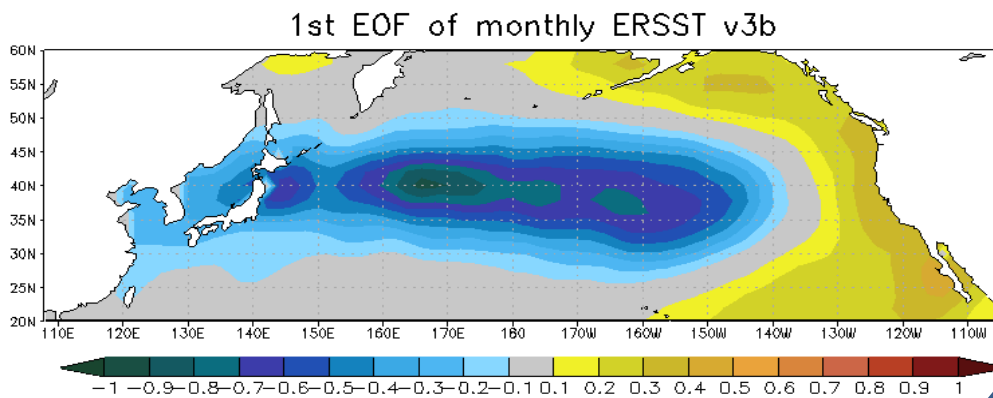 1st EOF of monthly ERSST v3b
60N
55N
50N
45N
40N
35N
30N
25N
20N
110E 120E 130E 140E 150E 160E 170E 180 170W 160W 150W 140W 130W 120W 110W
-1 -0.9 -0.8 -0.7 -0.6 -0.5 -0.4 -0.3 -0.2 -0.1 0.1 0.2 0.3 0.4 0.5 0.6 0.7 0.8 0.9 1